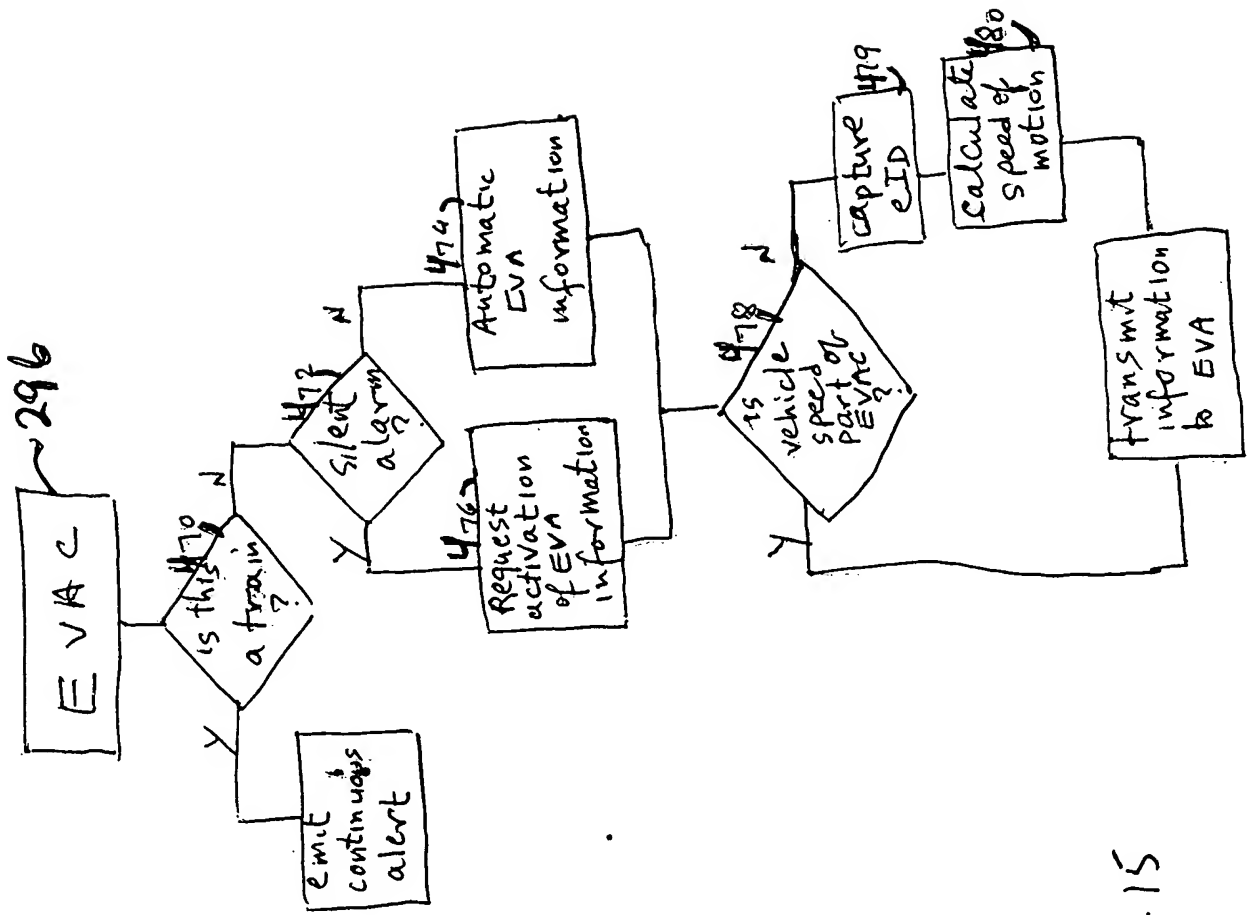 EVAC
296
470
is this
a train
?
Y
N
emit
continuous
alert
472
Silent
alarm
?
Y
N
476
Request
activation
of EVA
information
474
Automatic
EVA
information
478
is
vehicle
speed
part of
EVAC
?
Y
N
479
capture
eID
480
Calculate
speed of
motion
transmit
information
to EVA
. 15